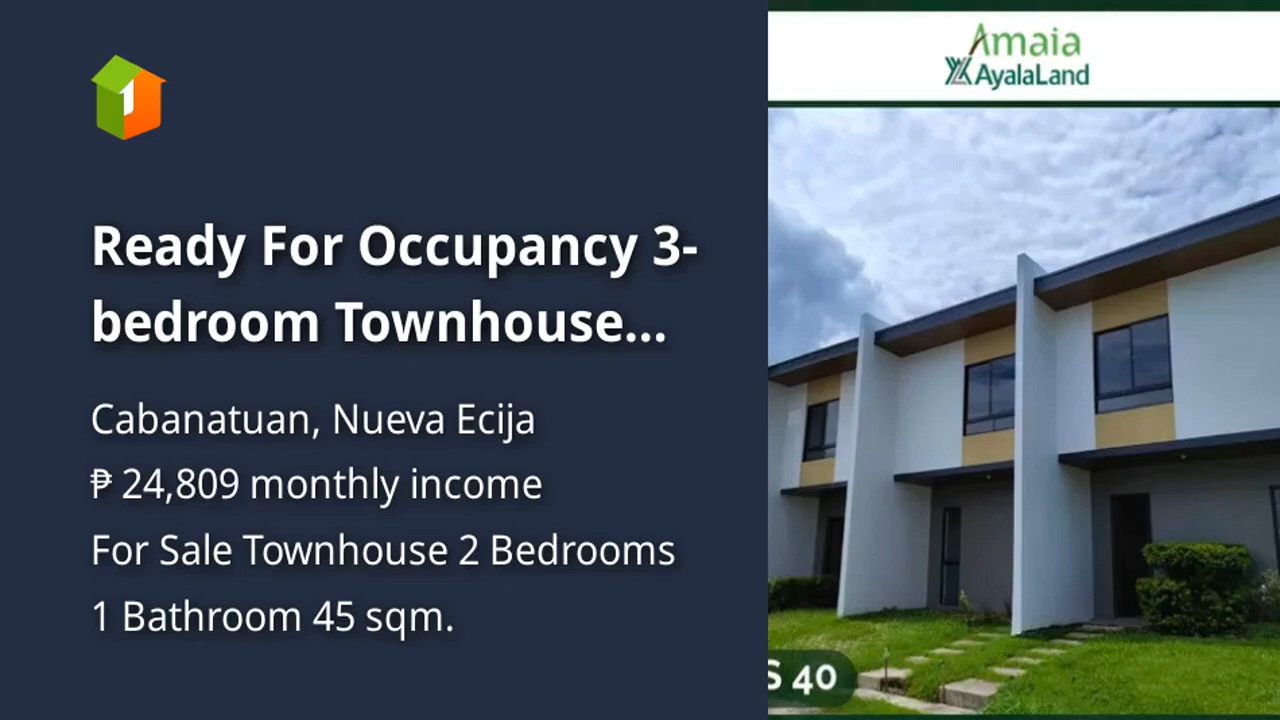 Ready For Occupancy 3-
bedroom Townhouse...
Cabanatuan, Nueva Ecija
₱ 24,809 monthly income
For Sale Townhouse 2 Bedrooms
1 Bathroom 45 sqm.
Amaia
AyalaLand
S 40